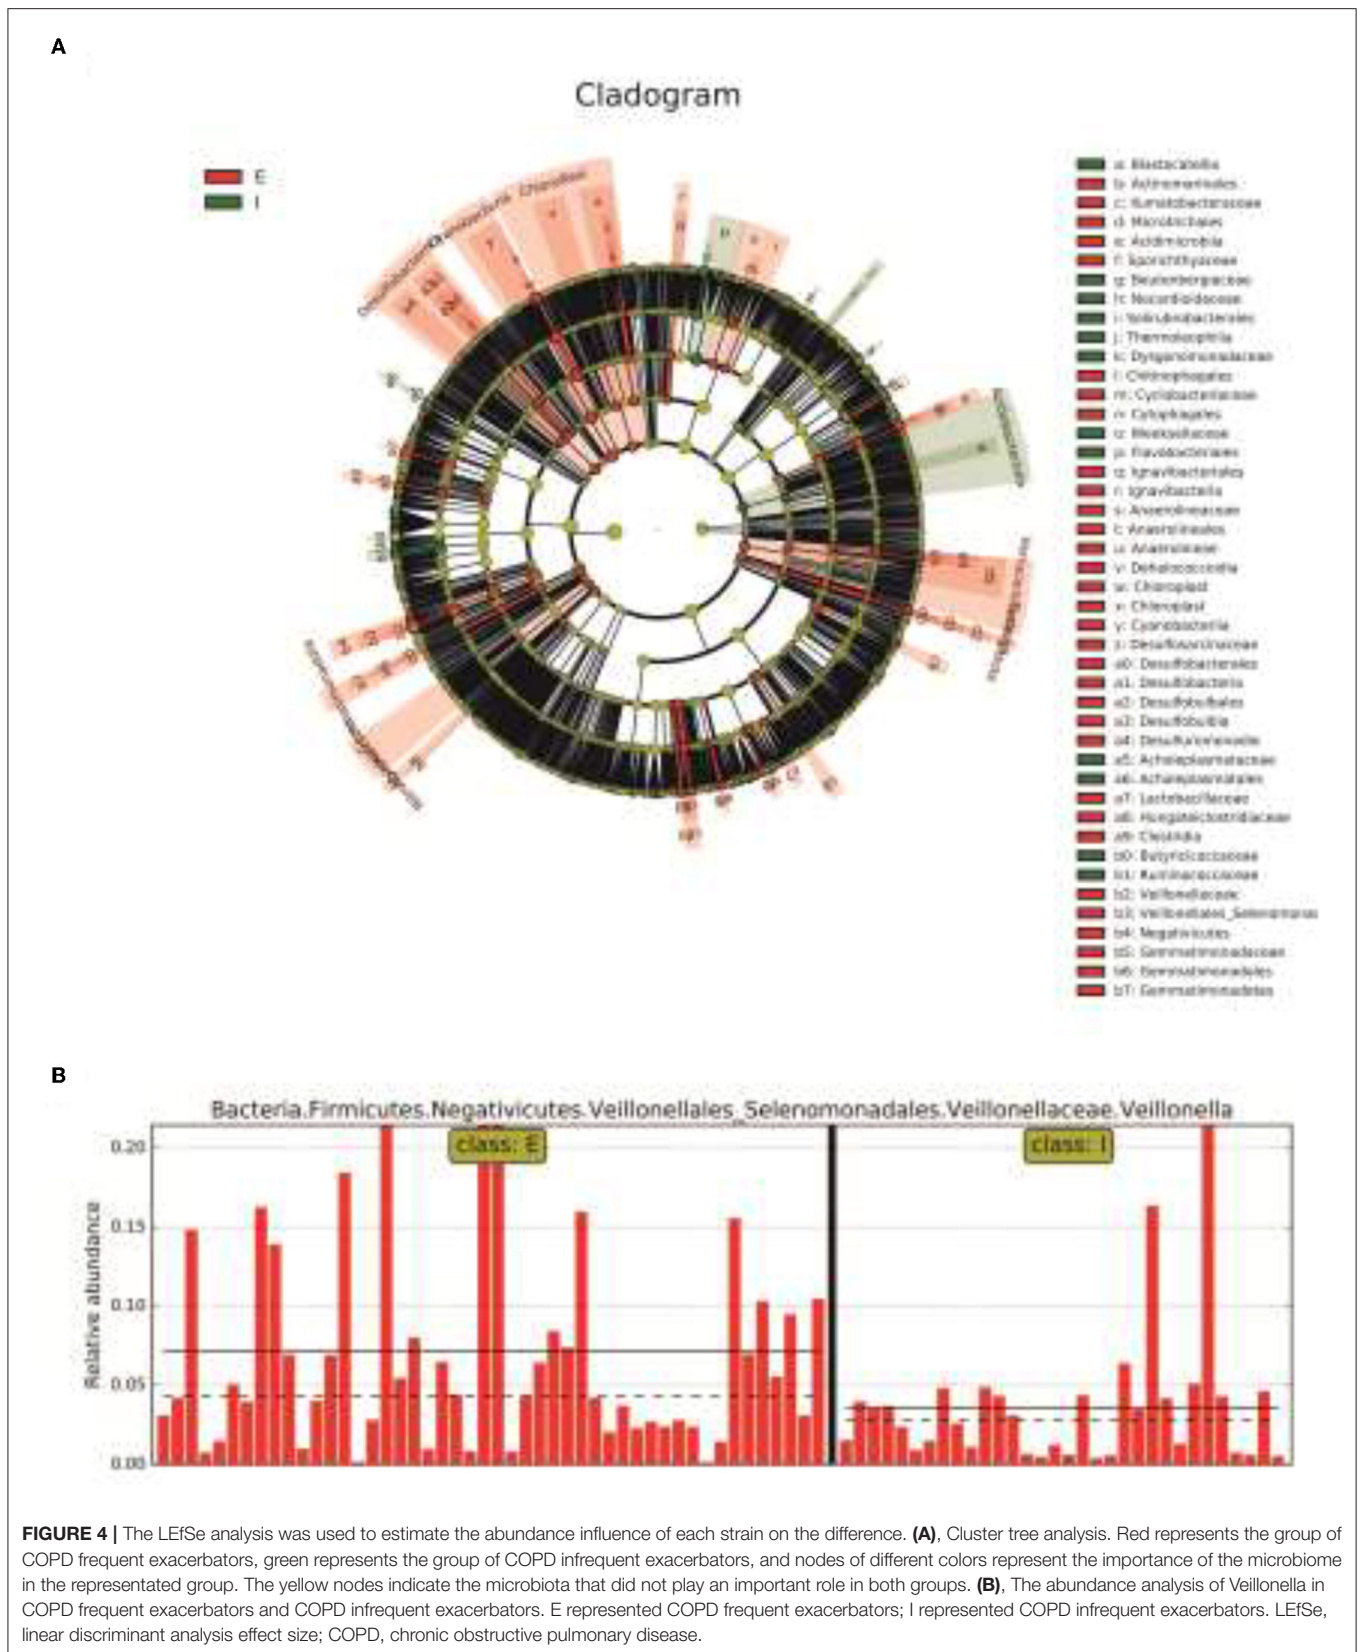 A
Cladogram
E
I
a: Blastocatellia
b: Actinomarinales
c: Ilumatobacteraceae
d: Microtrichales
e: Acidimicrobiia
f: Sporichthyaceae
g: Beutenbergiaceae
h: Nocardioidaceae
i: Solirubrobacterales
j: Thermoleophilia
k: Dysgonomonadaceae
l: Chitinophagales
m: Cyclobacteriaceae
n: Cytophagales
o: Weeksellaceae
p: Flavobacteriales
q: Ignavibacteriales
r: Ignavibacteria
s: Anaerolineaceae
t: Anaerolineales
u: Anaerolineae
v: Dehalococcoidia
w: Chloroplast
x: Chloroplast
y: Cyanobacteriia
z: Desulfosarcinaceae
a0: Desulfobacterales
a1: Desulfobacteria
a2: Desulfobulbales
a3: Desulfobulbia
a4: Desulfuromonadia
a5: Acholeplasmataceae
a6: Acholeplasmatales
a7: Lactobacillaceae
a8: Hungateiclostridiaceae
a9: Clostridia
b0: Butyricicoccaceae
b1: Ruminococcaceae
b2: Veillonellaceae
b3: Veillonellales_Selenomonas
b4: Negativicutes
b5: Gemmatimonadaceae
b6: Gemmatimonadales
b7: Gemmatimonadetes
B
Bacteria.Firmicutes.Negativicutes.Veillonellales_Selenomonadales.Veillonellaceae.Veillonella
class: E
class: I
Relative abundance
0.20
0.15
0.10
0.05
0.00
FIGURE 4 | The LEfSe analysis was used to estimate the abundance influence of each strain on the difference. (A), Cluster tree analysis. Red represents the group of
COPD frequent exacerbators, green represents the group of COPD infrequent exacerbators, and nodes of different colors represent the importance of the microbiome
in the representated group. The yellow nodes indicate the microbiota that did not play an important role in both groups. (B), The abundance analysis of Veillonella in
COPD frequent exacerbators and COPD infrequent exacerbators. E represented COPD frequent exacerbators; I represented COPD infrequent exacerbators. LEfSe,
linear discriminant analysis effect size; COPD, chronic obstructive pulmonary disease.